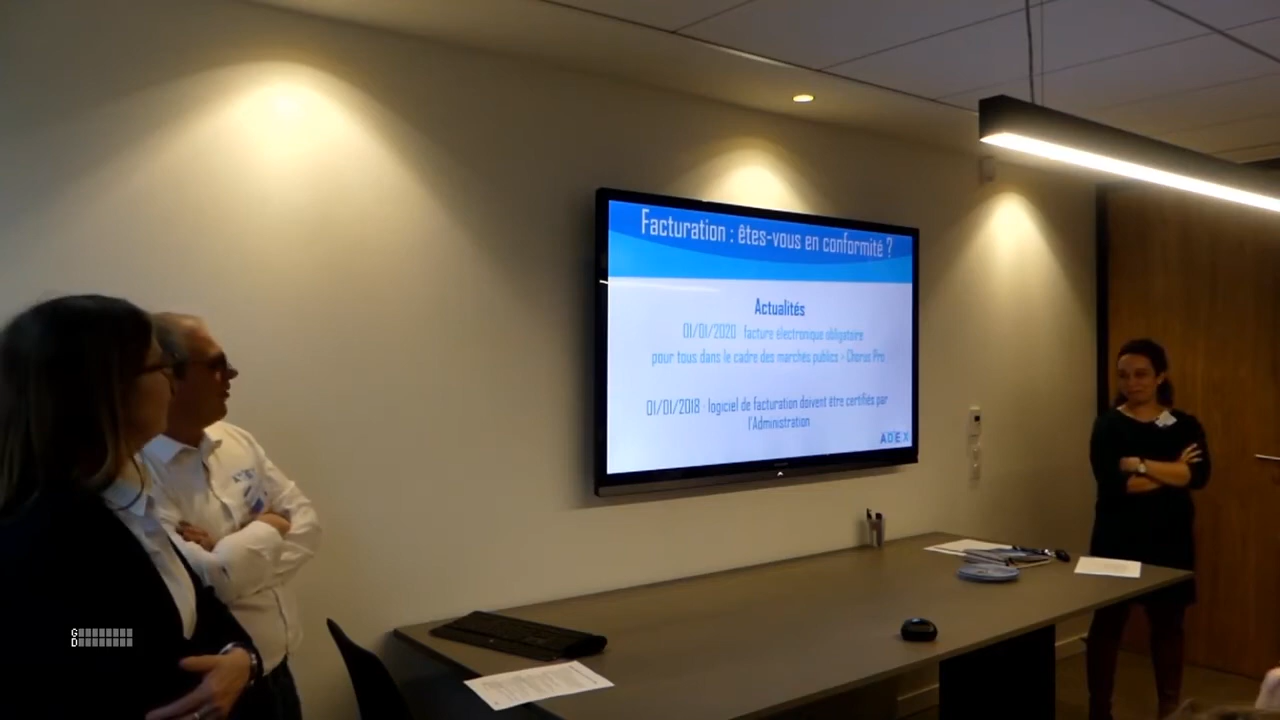 Facturation : êtes-vous en conformité ?
Actualités
01/01/2020 : facture électronique obligatoire
pour tous dans le cadre des marchés publics > Chorus Pro
01/01/2018 : logiciel de facturation doivent être certifiés par
l'Administration
ADEX
G
D